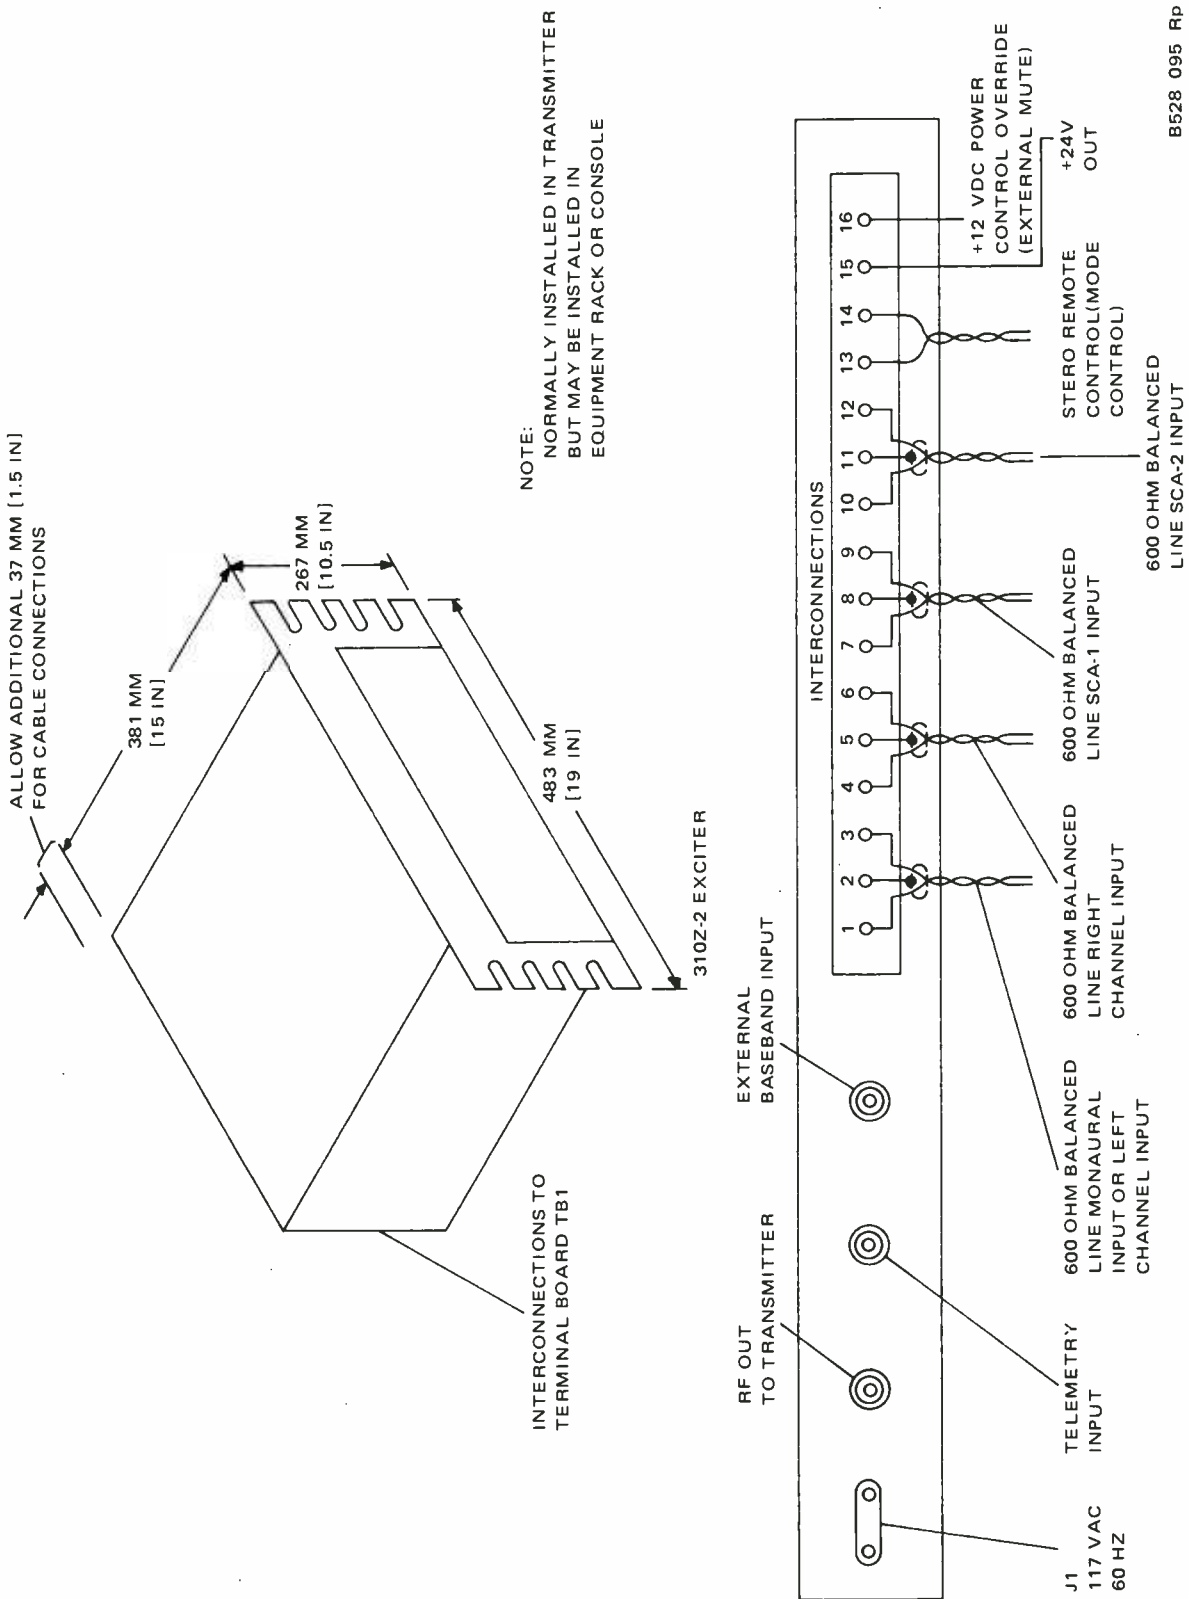 ALLOW ADDITIONAL 37 MM [1.5 IN]
FOR CABLE CONNECTIONS
381 MM
[15 IN]
267 MM
[10.5 IN]
483 MM
[19 IN]
310Z-2 EXCITER
INTERCONNECTIONS TO
TERMINAL BOARD TB1
NOTE:
NORMALLY INSTALLED IN TRANSMITTER
BUT MAY BE INSTALLED IN
EQUIPMENT RACK OR CONSOLE
RF OUT
TO TRANSMITTER
EXTERNAL
BASEBAND INPUT
INTERCONNECTIONS
1 2 3 4 5 6 7 8 9 10 11 12 13 14 15 16
J1
117 VAC
60 HZ
TELEMETRY
INPUT
600 OHM BALANCED
LINE MONAURAL
INPUT OR LEFT
CHANNEL INPUT
600 OHM BALANCED
LINE RIGHT
CHANNEL INPUT
600 OHM BALANCED
LINE SCA-1 INPUT
600 OHM BALANCED
LINE SCA-2 INPUT
STERO REMOTE
CONTROL(MODE
CONTROL)
+12 VDC POWER
CONTROL OVERRIDE
(EXTERNAL MUTE)
+24V
OUT
B528 095 Rp